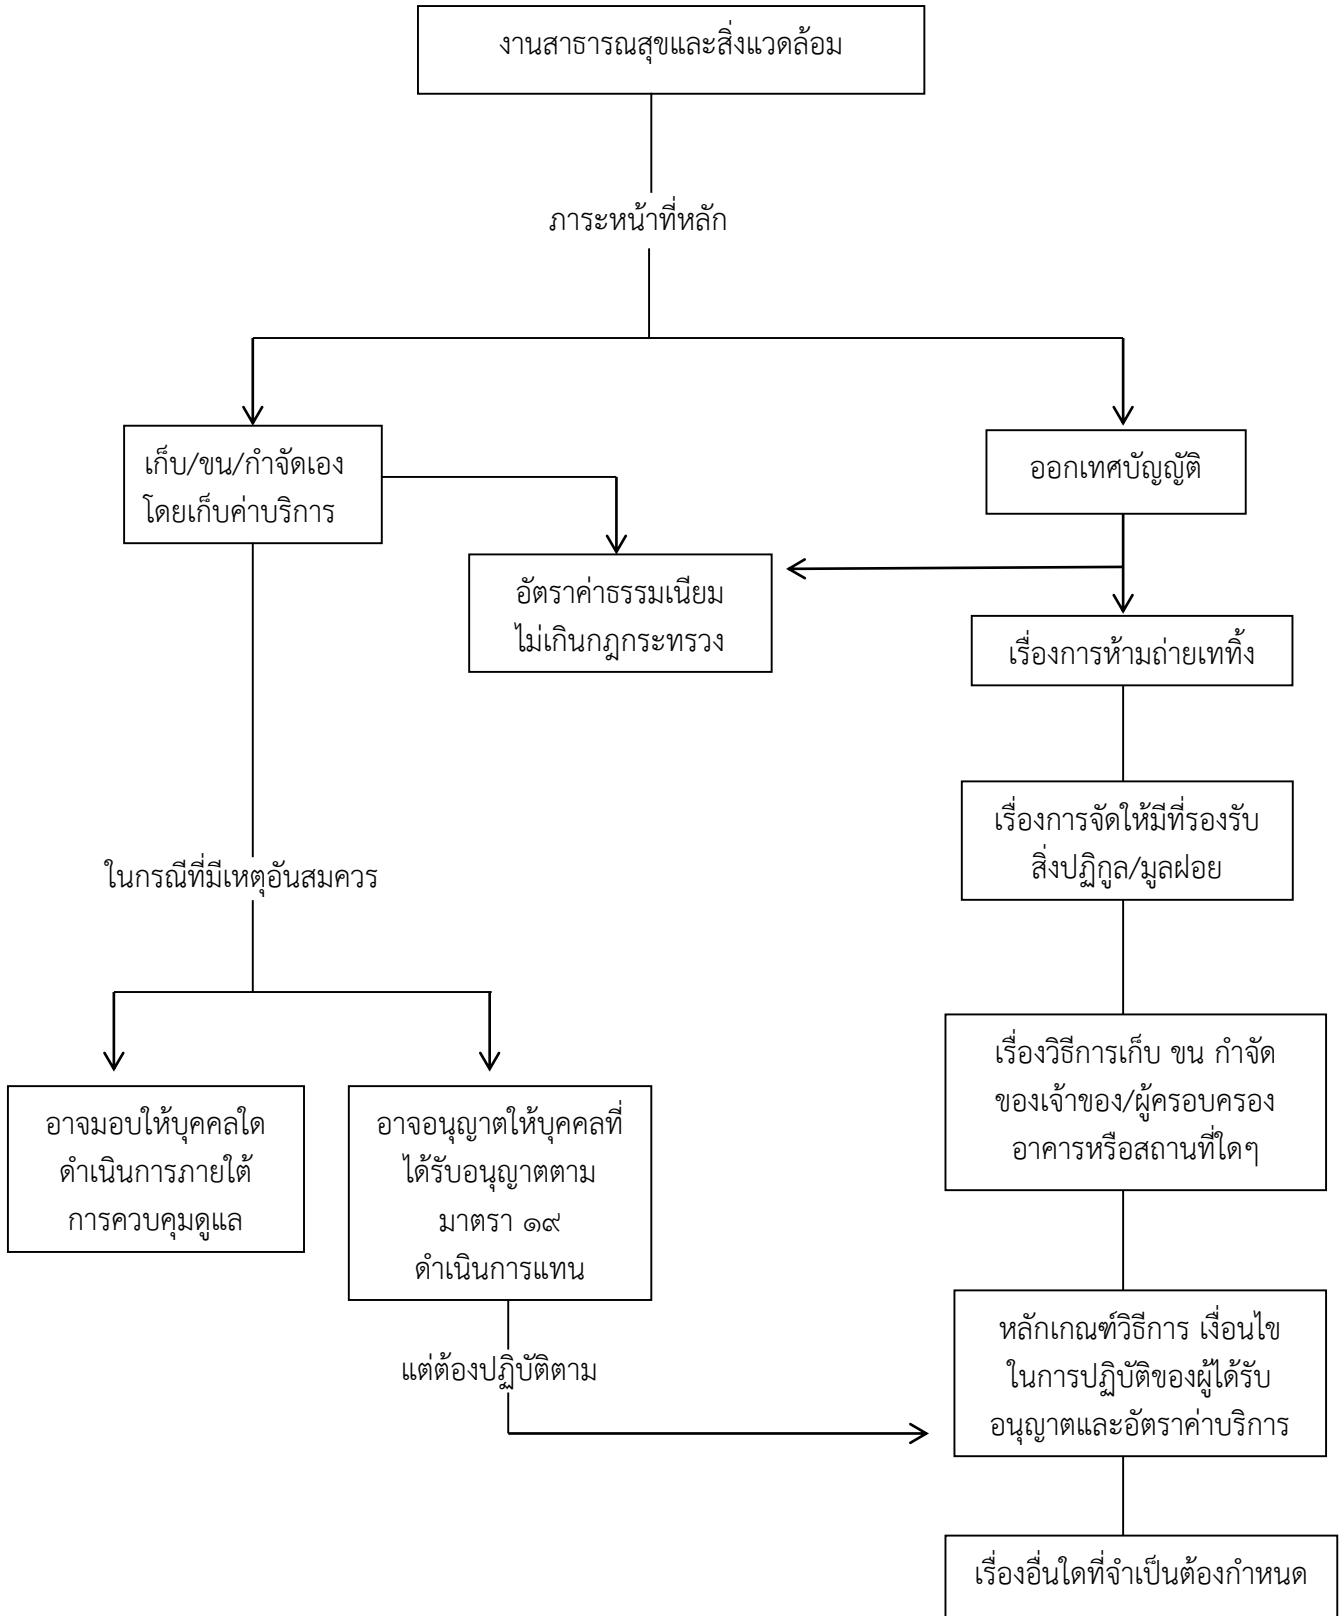 งานสาธารณสุขและสิ่งแวดล้อม
ภาระหน้าที่หลัก
เก็บ/ขน/กำจัดเอง
โดยเก็บค่าบริการ
ออกเทศบัญญัติ
อัตราค่าธรรมเนียม
ไม่เกินกฎกระทรวง
เรื่องการห้ามถ่ายเททิ้ง
เรื่องการจัดให้มีที่รองรับ
สิ่งปฏิกูล/มูลฝอย
ในกรณีที่มีเหตุอันสมควร
เรื่องวิธีการเก็บ ขน กำจัด
ของเจ้าของ/ผู้ครอบครอง
อาคารหรือสถานที่ใดๆ
อาจมอบให้บุคคลใด
ดำเนินการภายใต้
การควบคุมดูแล
อาจอนุญาตให้บุคคลที่
ได้รับอนุญาตตาม
มาตรา ๑๙
ดำเนินการแทน
แต่ต้องปฏิบัติตาม
หลักเกณฑ์วิธีการ เงื่อนไข
ในการปฏิบัติของผู้ได้รับ
อนุญาตและอัตราค่าบริการ
เรื่องอื่นใดที่จำเป็นต้องกำหนด